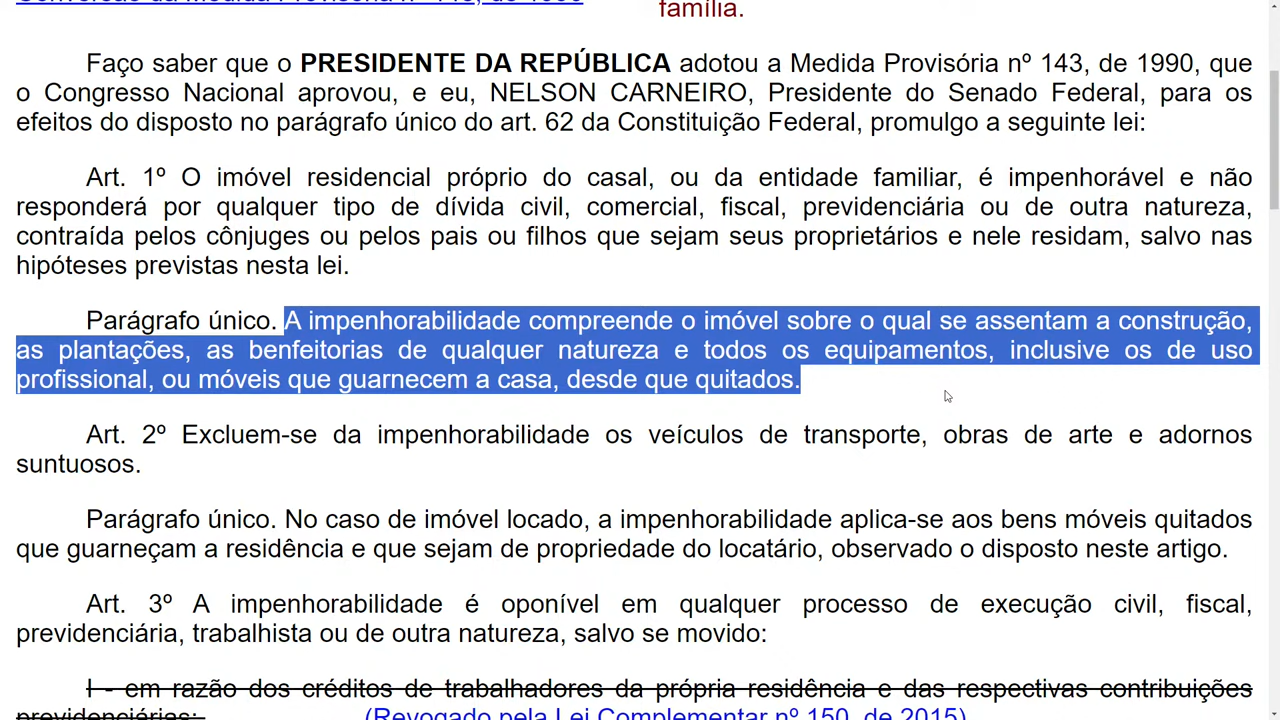 família.
Faço saber que o PRESIDENTE DA REPÚBLICA adotou a Medida Provisória nº 143, de 1990, que
o Congresso Nacional aprovou, e eu, NELSON CARNEIRO, Presidente do Senado Federal, para os
efeitos do disposto no parágrafo único do art. 62 da Constituição Federal, promulgo a seguinte lei:
Art. 1º O imóvel residencial próprio do casal, ou da entidade familiar, é impenhorável e não
responderá por qualquer tipo de dívida civil, comercial, fiscal, previdenciária ou de outra natureza,
contraída pelos cônjuges ou pelos pais ou filhos que sejam seus proprietários e nele residam, salvo nas
hipóteses previstas nesta lei.
Parágrafo único. A impenhorabilidade compreende o imóvel sobre o qual se assentam a construção,
as plantações, as benfeitorias de qualquer natureza e todos os equipamentos, inclusive os de uso
profissional, ou móveis que guarnecem a casa, desde que quitados.
Art. 2º Excluem-se da impenhorabilidade os veículos de transporte, obras de arte e adornos
suntuosos.
Parágrafo único. No caso de imóvel locado, a impenhorabilidade aplica-se aos bens móveis quitados
que guarneçam a residência e que sejam de propriedade do locatário, observado o disposto neste artigo.
Art. 3º A impenhorabilidade é oponível em qualquer processo de execução civil, fiscal,
previdenciária, trabalhista ou de outra natureza, salvo se movido:
I - em razão dos créditos de trabalhadores da própria residência e das respectivas contribuições
previdenciárias; (Revogado pela Lei Complementar nº 150, de 2015)